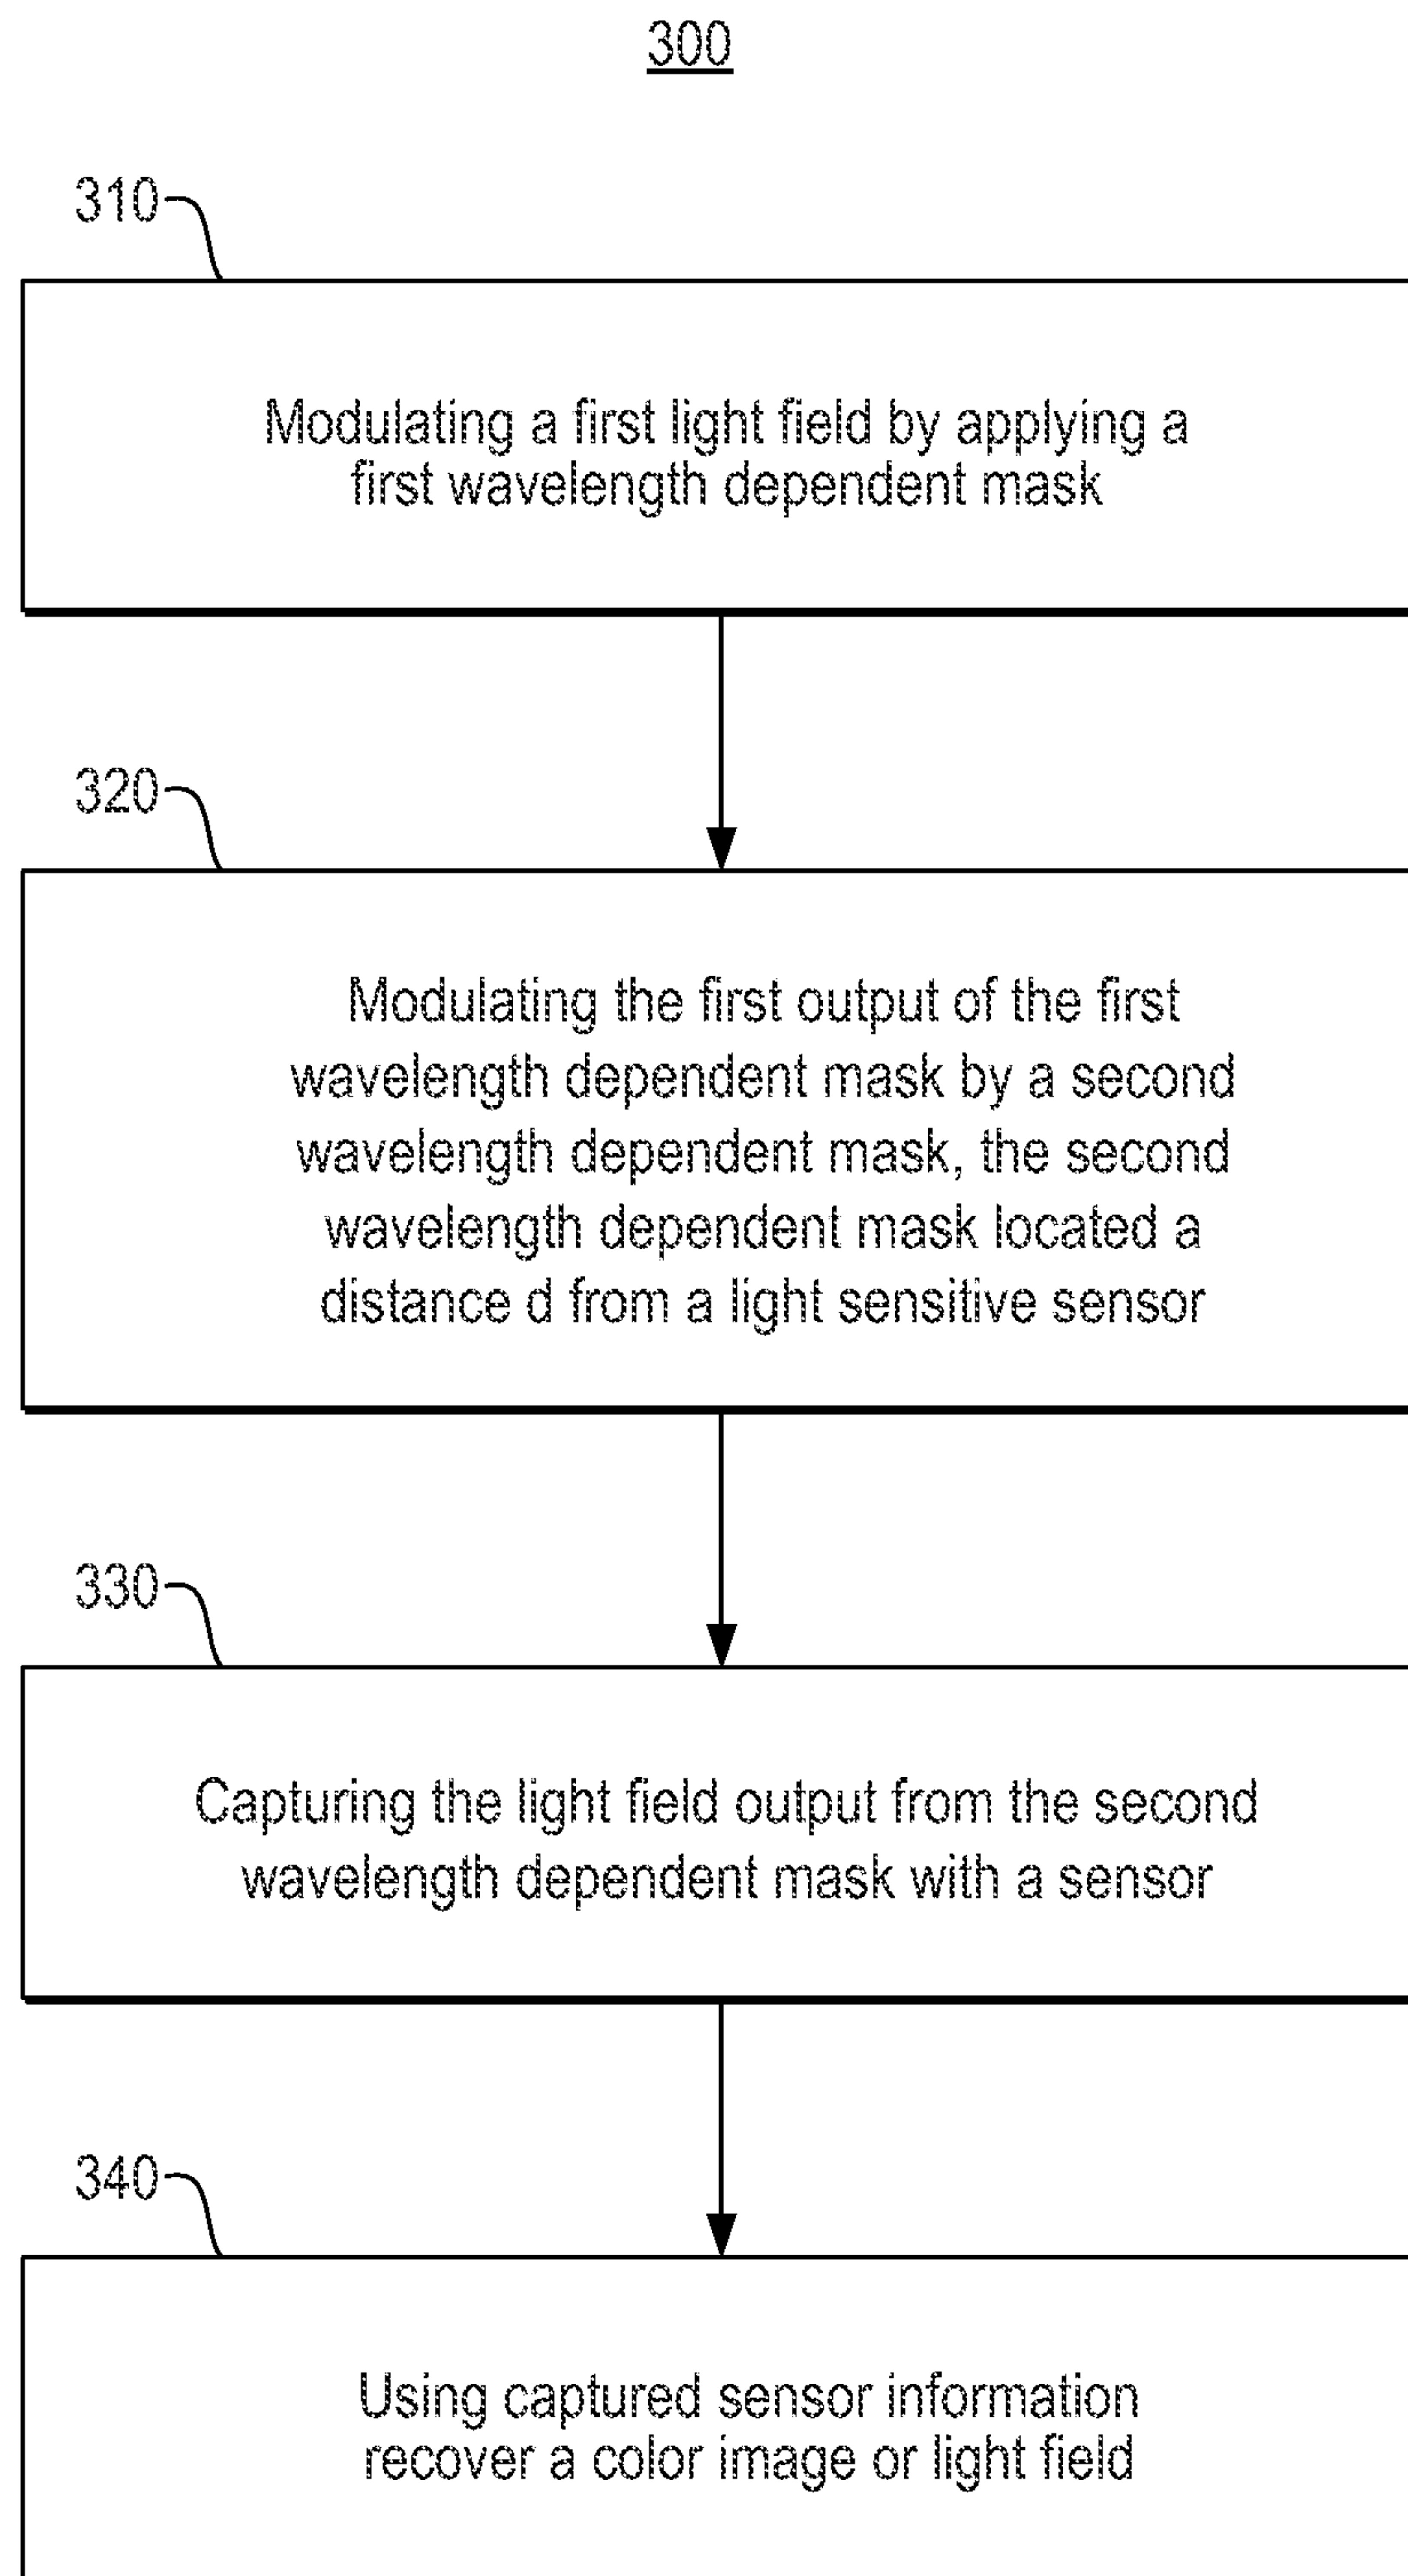 300
310
Modulating a first light field by applying a
first wavelength dependent mask
320
Modulating the first output of the first
wavelength dependent mask by a second
wavelength dependent mask, the second
wavelength dependent mask located a
distance d from a light sensitive sensor
330
Capturing the light field output from the second
wavelength dependent mask with a sensor
340
Using captured sensor information
recover a color image or light field